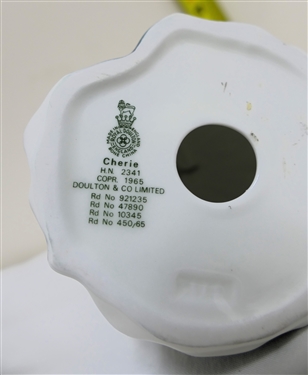 Cherie
H.N. 2341
COPR. 1965
DOULTON & CO LIMITED
Rd No 921235
Rd No 47890
Rd No 10345
Rd No 450/65